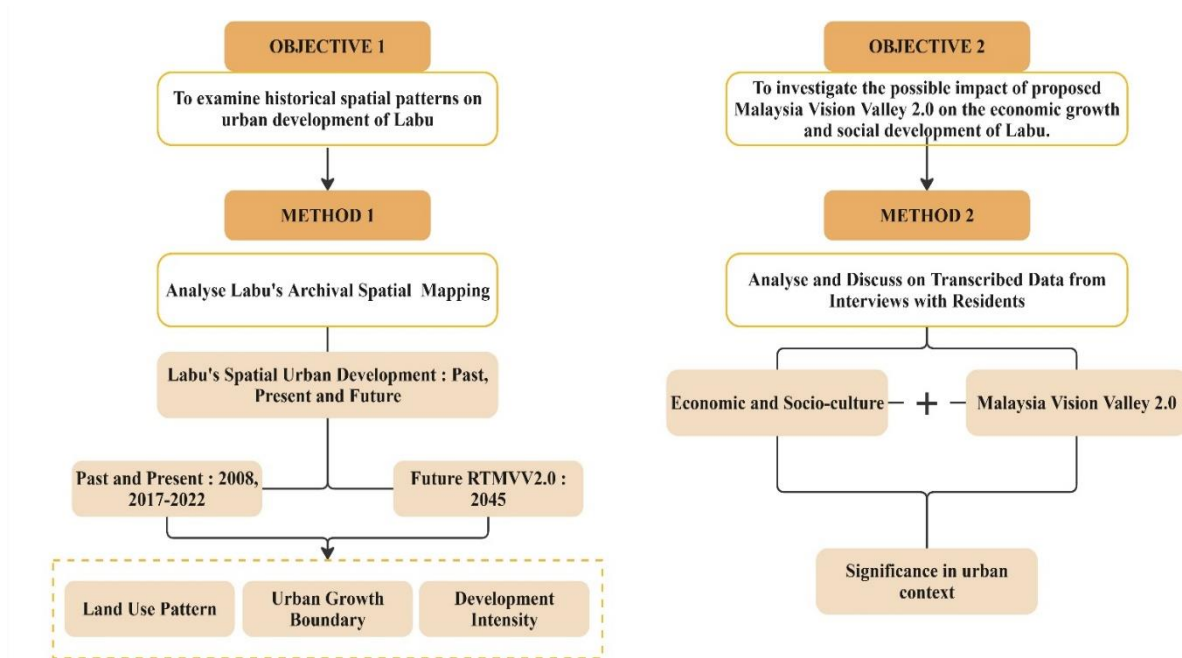 OBJECTIVE 1
To examine historical spatial patterns on
urban development of Labu
METHOD 1
Analyse Labu's Archival Spatial Mapping
Labu's Spatial Urban Development : Past,
Present and Future
Past and Present : 2008,
2017-2022
Future RTMVV2.0 :
2045
Land Use Pattern
Urban Growth
Boundary
Development
Intensity
OBJECTIVE 2
To investigate the possible impact of proposed
Malaysia Vision Valley 2.0 on the economic growth
and social development of Labu.
METHOD 2
Analyse and Discuss on Transcribed Data from
Interviews with Residents
Economic and Socio-culture
+
Malaysia Vision Valley 2.0
Significance in urban
context